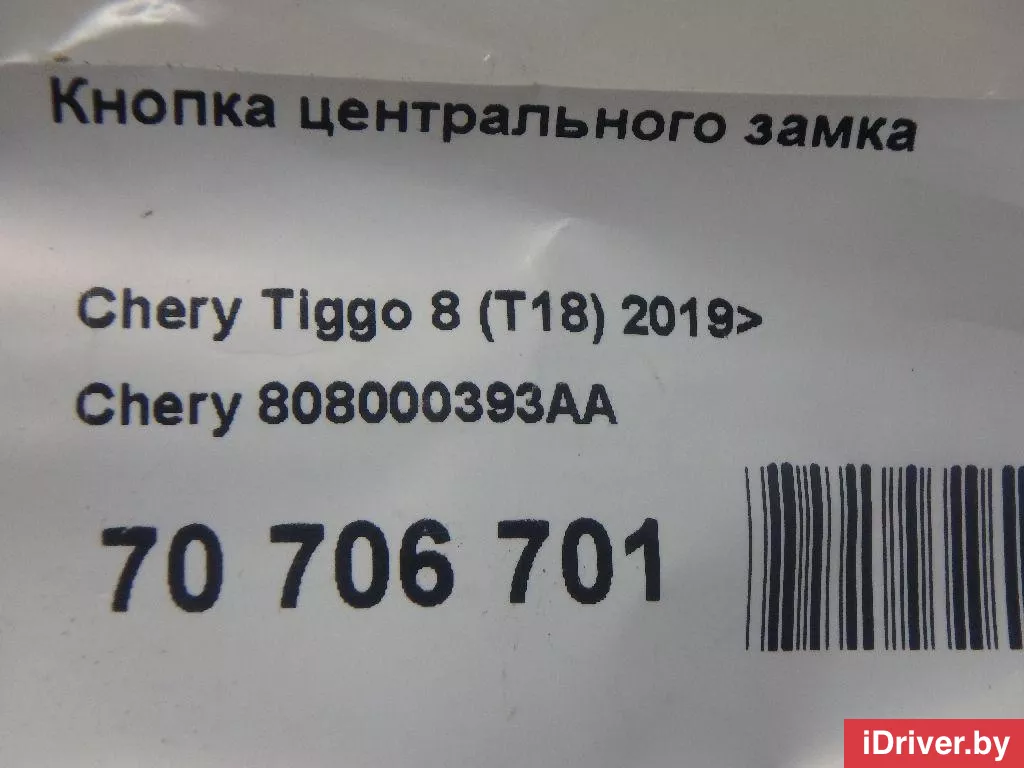 Кнопка центрального замка
Chery Tiggo 8 (T18) 2019>
Chery 808000393AA
70 706 701
iDriver.by